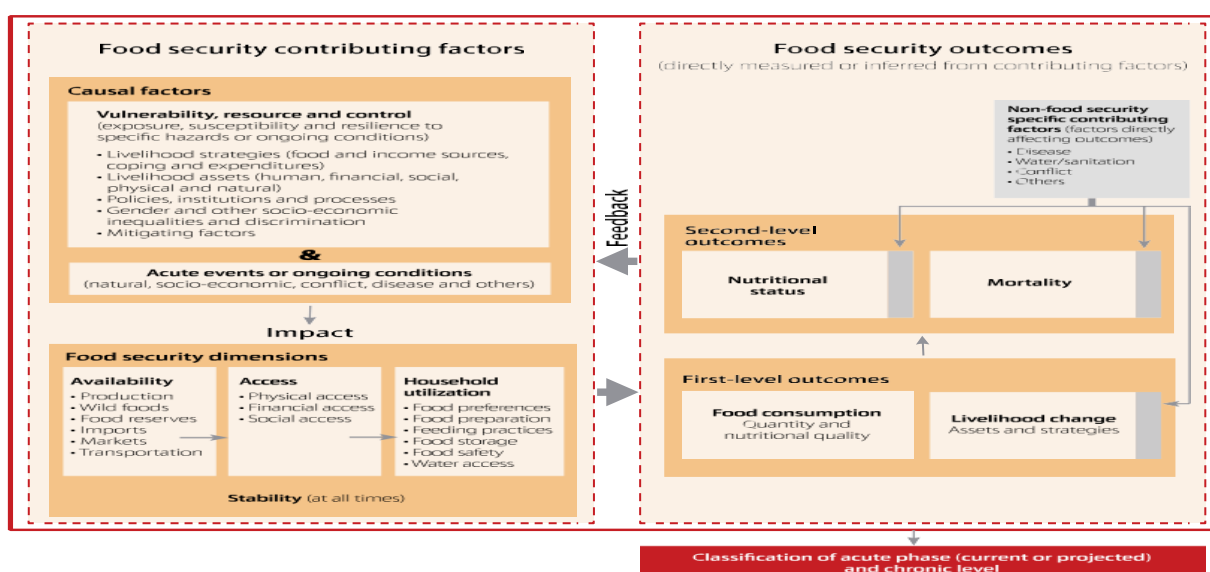 Food security contributing factors
Causal factors
Vulnerability, resource and control
(exposure, susceptibility and resilience to
specific hazards or ongoing conditions)
• Livelihood strategies (food and income sources,
coping and expenditures)
• Livelihood assets (human, financial, social,
physical and natural)
• Policies, institutions and processes
• Gender and other socio-economic
inequalities and discrimination
• Mitigating factors
&
Acute events or ongoing conditions
(natural, socio-economic, conflict, disease and others)
Impact
Food security dimensions
Availability
• Production
• Wild foods
• Food reserves
• Imports
• Markets
• Transportation
Access
• Physical access
• Financial access
• Social access
Household
utilization
• Food preferences
• Food preparation
• Feeding practices
• Food storage
• Food safety
• Water access
Stability (at all times)
Feedback
Food security outcomes
(directly measured or inferred from contributing factors)
Non-food security
specific contributing
factors (factors directly
affecting outcomes)
• Disease
• Water/sanitation
• Conflict
• Others
Second-level
outcomes
Nutritional
status
Mortality
First-level outcomes
Food consumption
Quantity and
nutritional quality
Livelihood change
Assets and strategies
Classification of acute phase (current or projected)
and chronic level